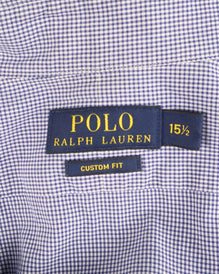 POLO
RALPH LAUREN
15½
CUSTOM FIT